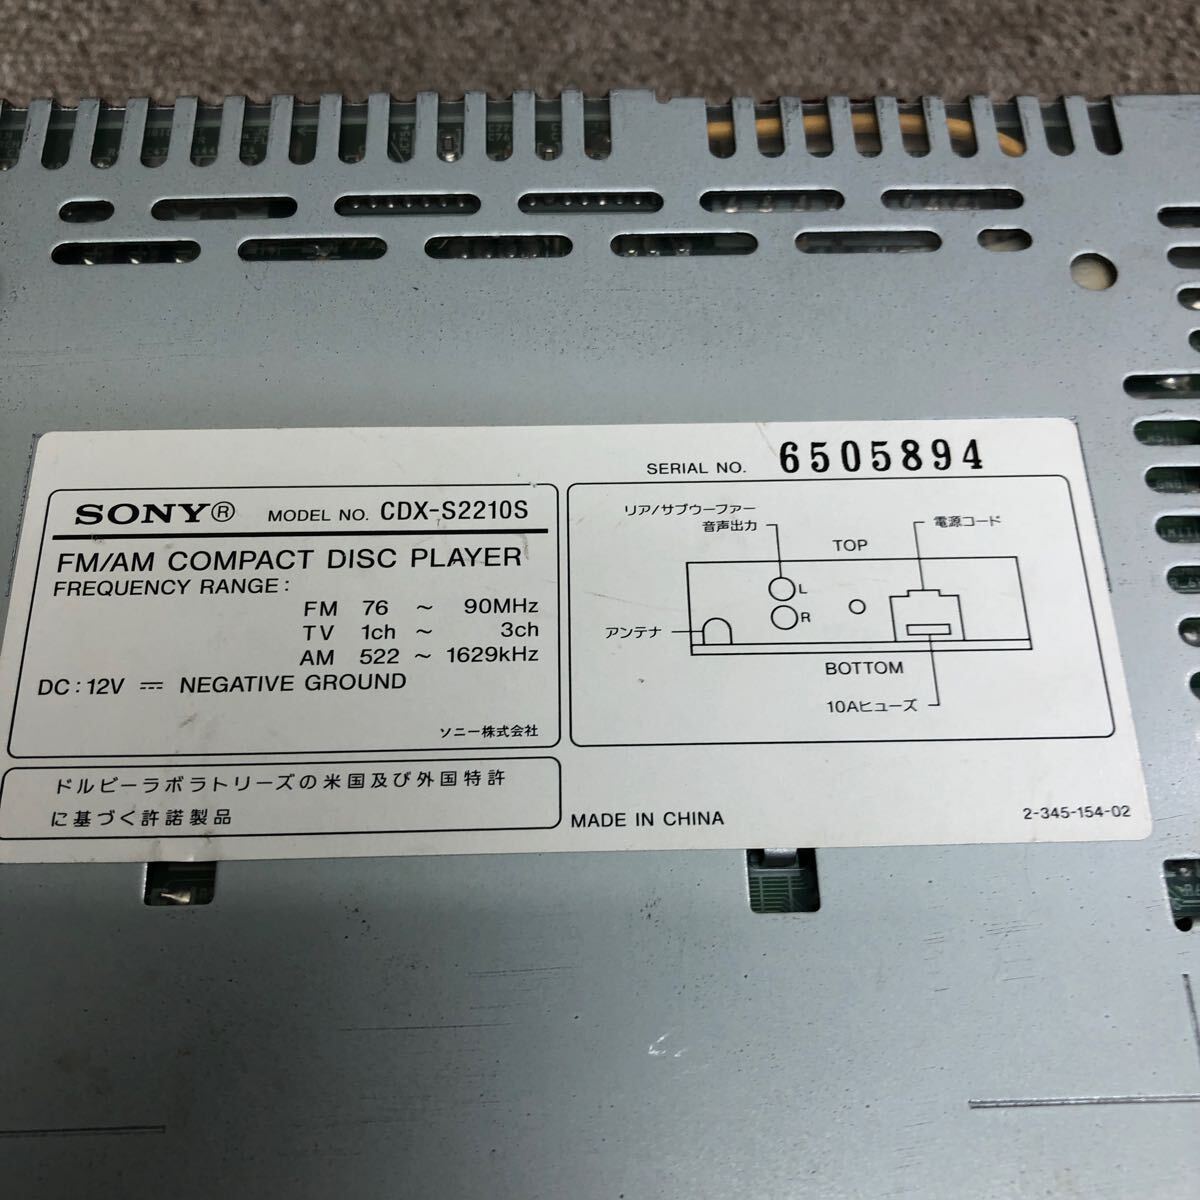 SERIAL NO. 6505894
SONY® MODEL NO. CDX-S2210S
FM/AM COMPACT DISC PLAYER
FREQUENCY RANGE:
FM 76 ~ 90MHz
TV 1ch ~ 3ch
AM 522 ~ 1629kHz
DC:12V ⎓ NEGATIVE GROUND
ソニー株式会社
リア/サブウーファー
音声出力
電源コード
TOP
L
R
アンテナ
BOTTOM
10Aヒューズ
ドルビーラボラトリーズの米国及び外国特許
に基づく許諾製品
MADE IN CHINA
2-345-154-02